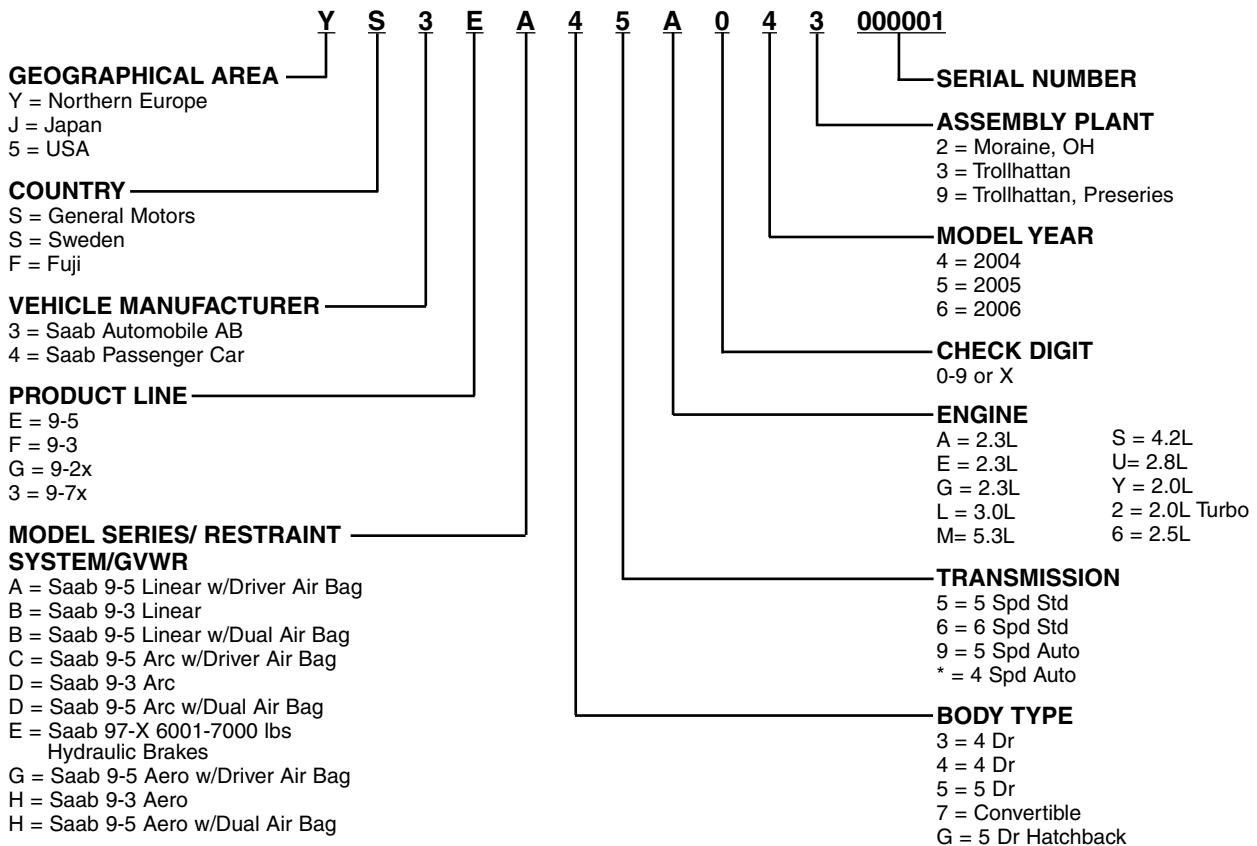 Y S 3 E A 4 5 A 0 4 3 000001
GEOGRAPHICAL AREA
Y = Northern Europe
J = Japan
5 = USA
COUNTRY
S = General Motors
S = Sweden
F = Fuji
VEHICLE MANUFACTURER
3 = Saab Automobile AB
4 = Saab Passenger Car
PRODUCT LINE
E = 9-5
F = 9-3
G = 9-2x
3 = 9-7x
MODEL SERIES/ RESTRAINT
SYSTEM/GVWR
A = Saab 9-5 Linear w/Driver Air Bag
B = Saab 9-3 Linear
B = Saab 9-5 Linear w/Dual Air Bag
C = Saab 9-5 Arc w/Driver Air Bag
D = Saab 9-3 Arc
D = Saab 9-5 Arc w/Dual Air Bag
E = Saab 97-X 6001-7000 lbs
Hydraulic Brakes
G = Saab 9-5 Aero w/Driver Air Bag
H = Saab 9-3 Aero
H = Saab 9-5 Aero w/Dual Air Bag
SERIAL NUMBER
ASSEMBLY PLANT
2 = Moraine, OH
3 = Trollhattan
9 = Trollhattan, Preseries
MODEL YEAR
4 = 2004
5 = 2005
6 = 2006
CHECK DIGIT
0-9 or X
ENGINE
A = 2.3L
E = 2.3L
G = 2.3L
L = 3.0L
M= 5.3L
S = 4.2L
U= 2.8L
Y = 2.0L
2 = 2.0L Turbo
6 = 2.5L
TRANSMISSION
5 = 5 Spd Std
6 = 6 Spd Std
9 = 5 Spd Auto
* = 4 Spd Auto
BODY TYPE
3 = 4 Dr
4 = 4 Dr
5 = 5 Dr
7 = Convertible
G = 5 Dr Hatchback